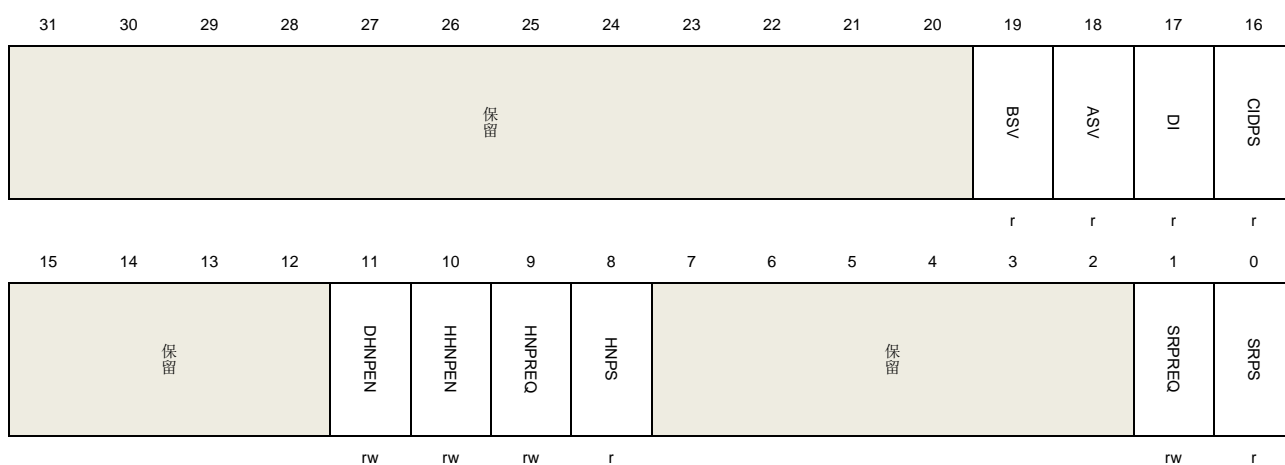 31 30 29 28 27 26 25 24 23 22 21 20 19 18 17 16
保留 BSV ASV DI CIDPS
r r r r
15 14 13 12 11 10 9 8 7 6 5 4 3 2 1 0
保留 DHNPEN HHNPEN HNPREQ HNPS 保留 SRPREQ SRPS
rw rw rw r rw r